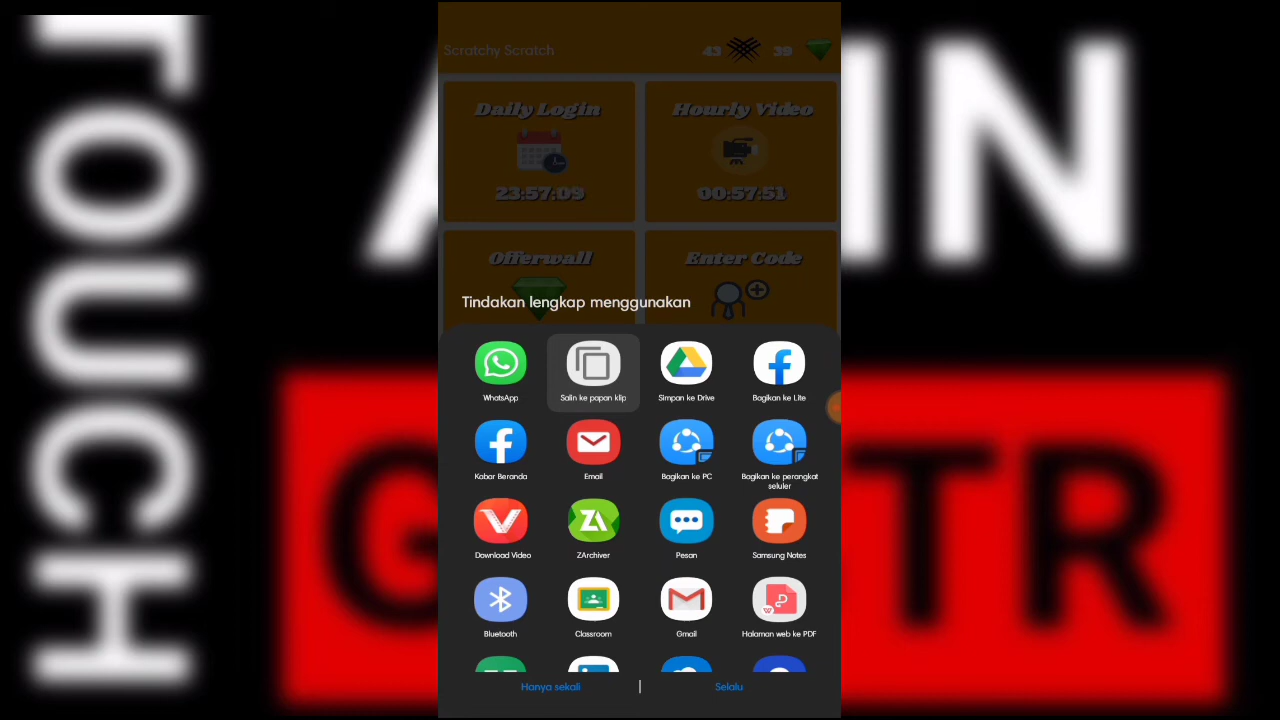 TOUCH
Scratchy Scratch 43 39
Daily Login
Hourly Video
23:57:09
00:57:51
Offerwall
Enter Code
Tindakan lengkap menggunakan
WhatsApp
Salin ke papan klip
Simpan ke Drive
Bagikan ke Lite
Kabar Beranda
Email
Bagikan ke PC
Bagikan ke perangkat
seluler
Download Video
ZArchiver
Pesan
Samsung Notes
Bluetooth
Classroom
Gmail
Halaman web ke PDF
Hanya sekali | Selalu